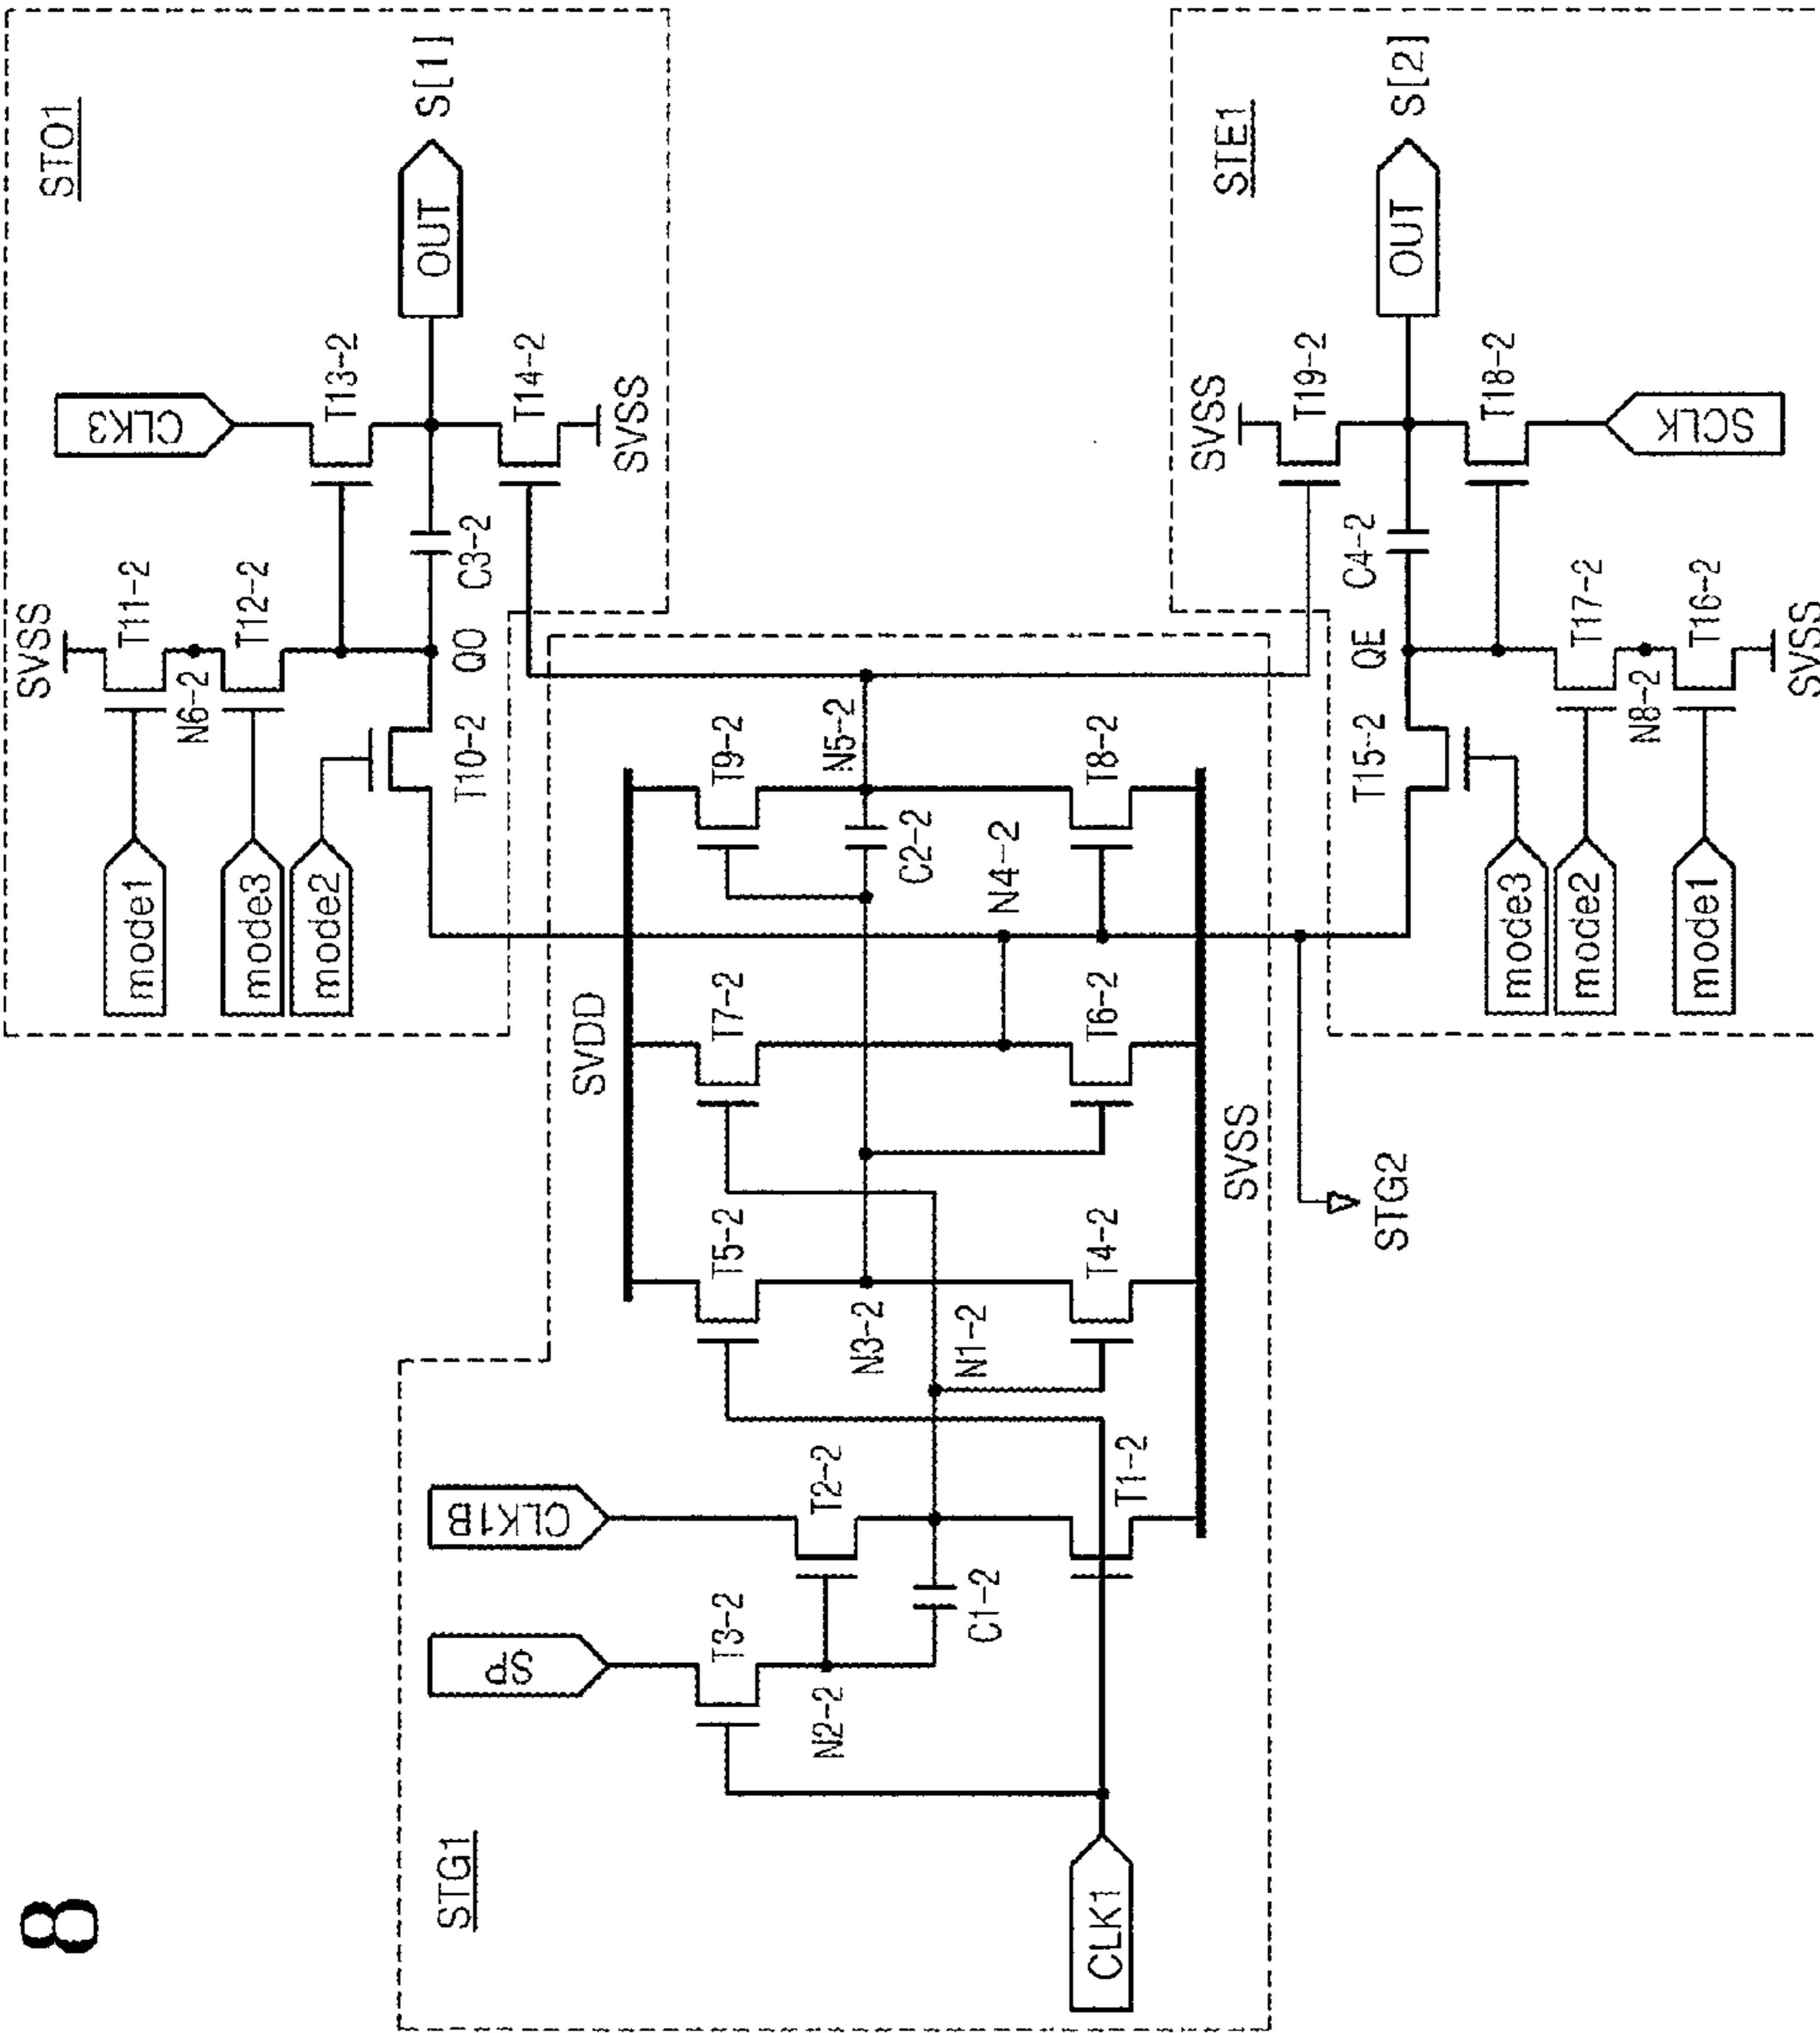 8
STO1
SVSS
T11-2
N6-2
T12-2
mode1
mode3
mode2
T10-2
QO
C3-2
CLK3
T13-2
T14-2
SVSS
OUT
S[1]
STG1
SP
CLK1B
T3-2
T2-2
N2-2
C1-2
T1-2
CLK1
SVDD
T5-2
T7-2
T9-2
N3-2
N1-2
C2-2
N5-2
N4-2
T4-2
T6-2
T8-2
SVSS
STG2
STE1
SVSS
T19-2
T18-2
SCLK
OUT
S[2]
C4-2
QE
T15-2
T17-2
N8-2
T16-2
SVSS
mode3
mode2
mode1